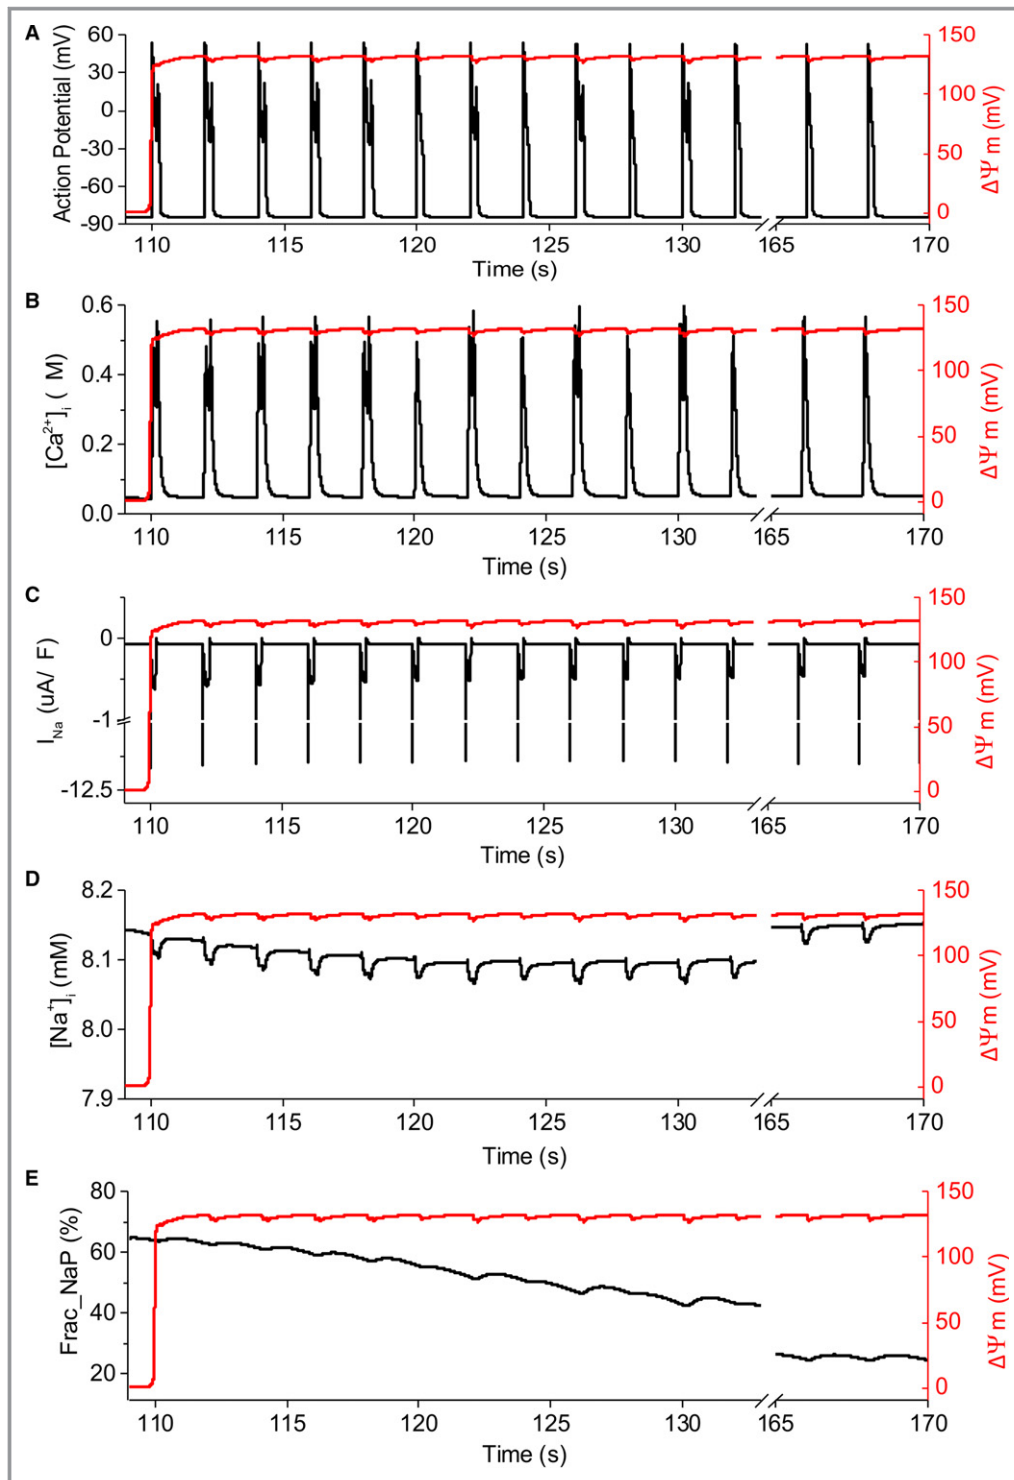 A
Action Potential (mV)
60
30
0
-30
-60
-90
150
100
50
0
ΔΨ m (mV)
110 115 120 125 130 165 170
Time (s)
B
[Ca2+]i ( M)
0.6
0.4
0.2
0.0
150
100
50
0
ΔΨ m (mV)
110 115 120 125 130 165 170
Time (s)
C
INa (uA/ F)
0
-1
-12.5
150
100
50
0
ΔΨ m (mV)
110 115 120 125 130 165 170
Time (s)
D
[Na+]i (mM)
8.2
8.1
8.0
7.9
150
100
50
0
ΔΨ m (mV)
110 115 120 125 130 165 170
Time (s)
E
Frac_NaP (%)
80
60
40
20
150
100
50
0
ΔΨ m (mV)
110 115 120 125 130 165 170
Time (s)